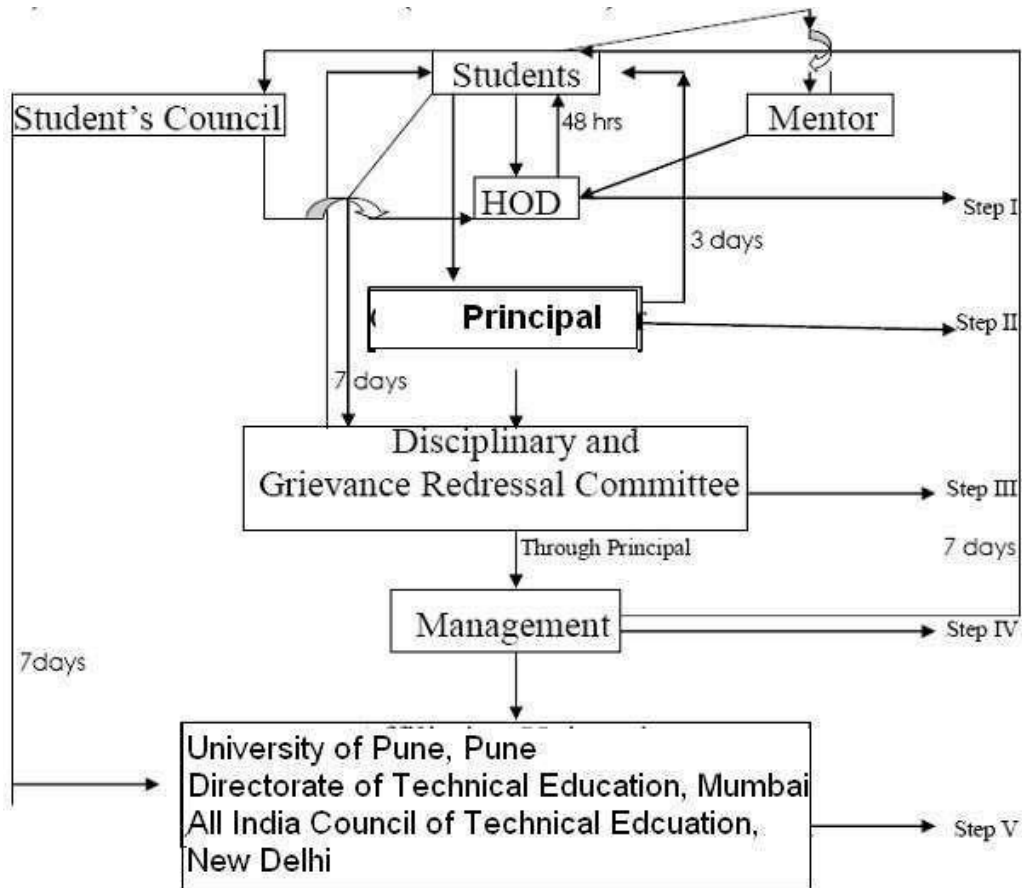 Students
Student's Council
48 hrs
Mentor
HOD
Step I
3 days
Principal
Step II
7 days
Disciplinary and
Grievance Redressal Committee
Step III
Through Principal
7 days
Management
Step IV
7days
University of Pune, Pune
Directorate of Technical Education, Mumbai
All India Council of Technical Edcuation,
New Delhi
Step V